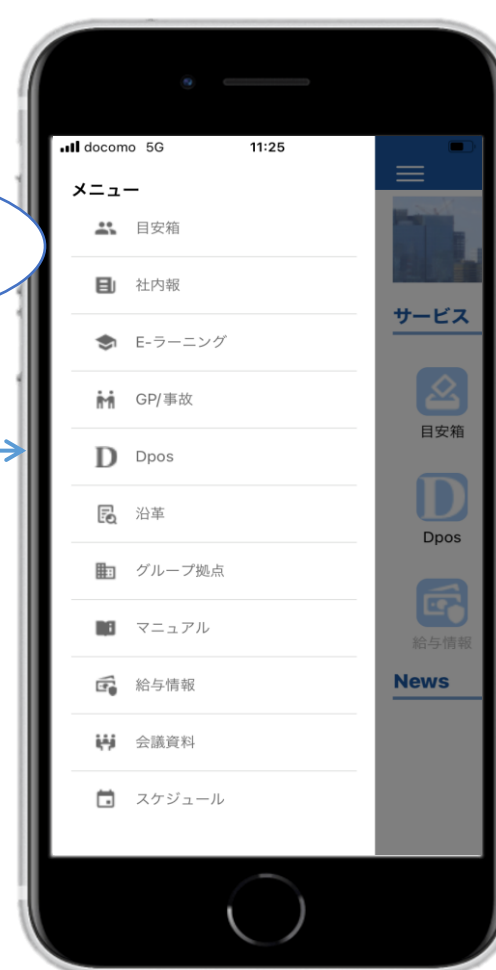 docomo 5G 11:25
メニュー
目安箱
社内報
E-ラーニング
GP/事故
D Dpos
沿革
グループ拠点
マニュアル
給与情報
会議資料
スケジュール
サービス
目安箱
D
Dpos
給与情報
News